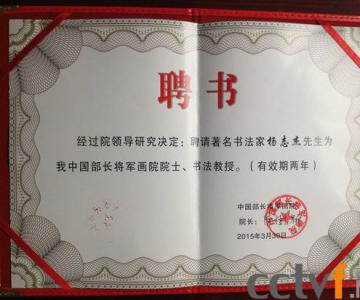 聘书
经过院领导研究决定：聘请著名书法家杨志杰先生为
我中国部长将军画院院士、书法教授。（有效期两年）
中国部长将军画院
院长：
2015年3月30日
cctvf.